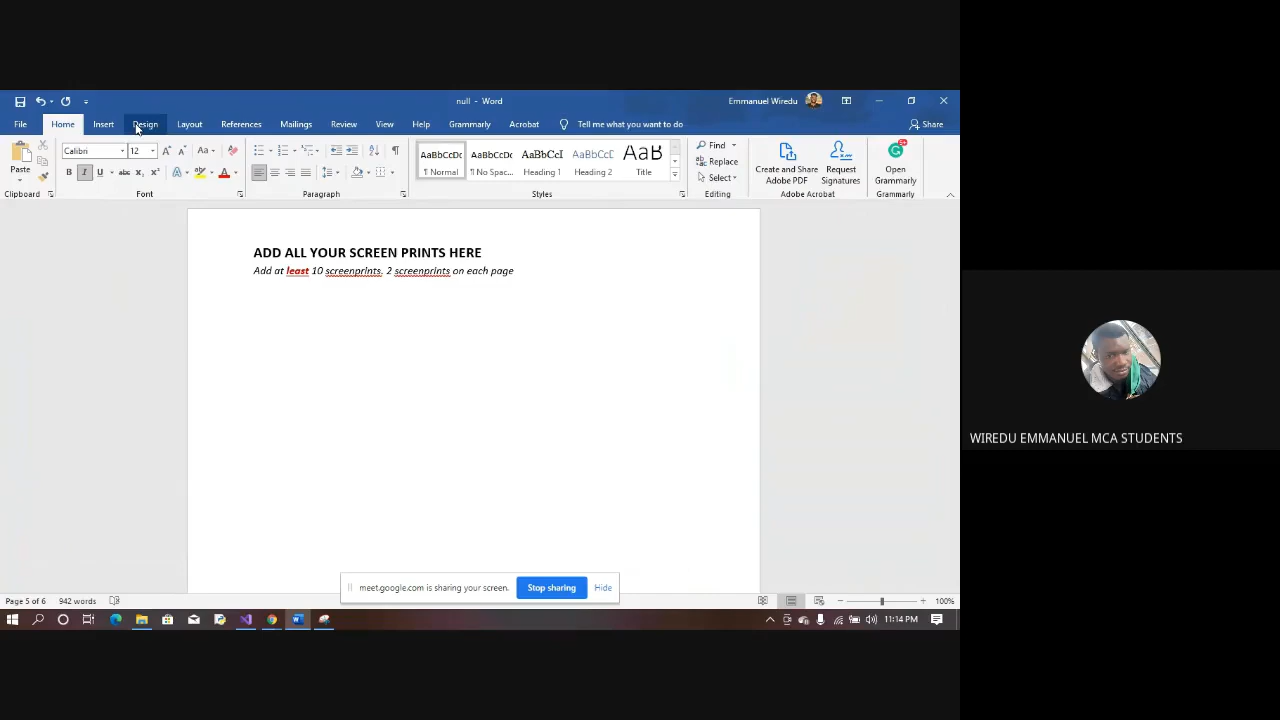 null - Word
Emmanuel Wiredu
File Home Insert Design Layout References Mailings Review View Help Grammarly Acrobat Tell me what you want to do Share
Calibri 12 Aa
Paste
B I U abc x₂ x² A A
Clipboard Font Paragraph
AaBbCcDc AaBbCcDc AaBbCcI AaBbCcC AaB
¶ Normal ¶ No Spac... Heading 1 Heading 2 Title
Styles
Find
Replace
Select
Editing
Create and Share
Adobe PDF
Request
Signatures
Adobe Acrobat
Open
Grammarly
Grammarly
ADD ALL YOUR SCREEN PRINTS HERE
Add at least 10 screenprints. 2 screenprints on each page
meet.google.com is sharing your screen. Stop sharing Hide
Page 5 of 6 942 words 100%
11:14 PM
WIREDU EMMANUEL MCA STUDENTS